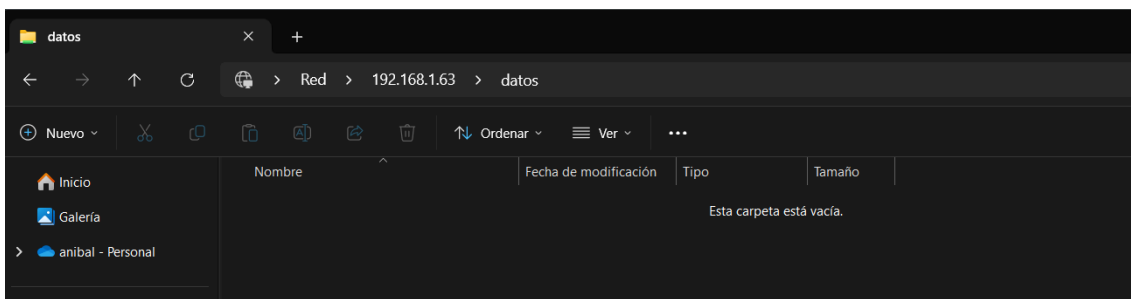 datos
Red > 192.168.1.63 > datos
Nuevo Ordenar Ver
Nombre Fecha de modificación Tipo Tamaño
Esta carpeta está vacía.
Inicio
Galería
anibal - Personal